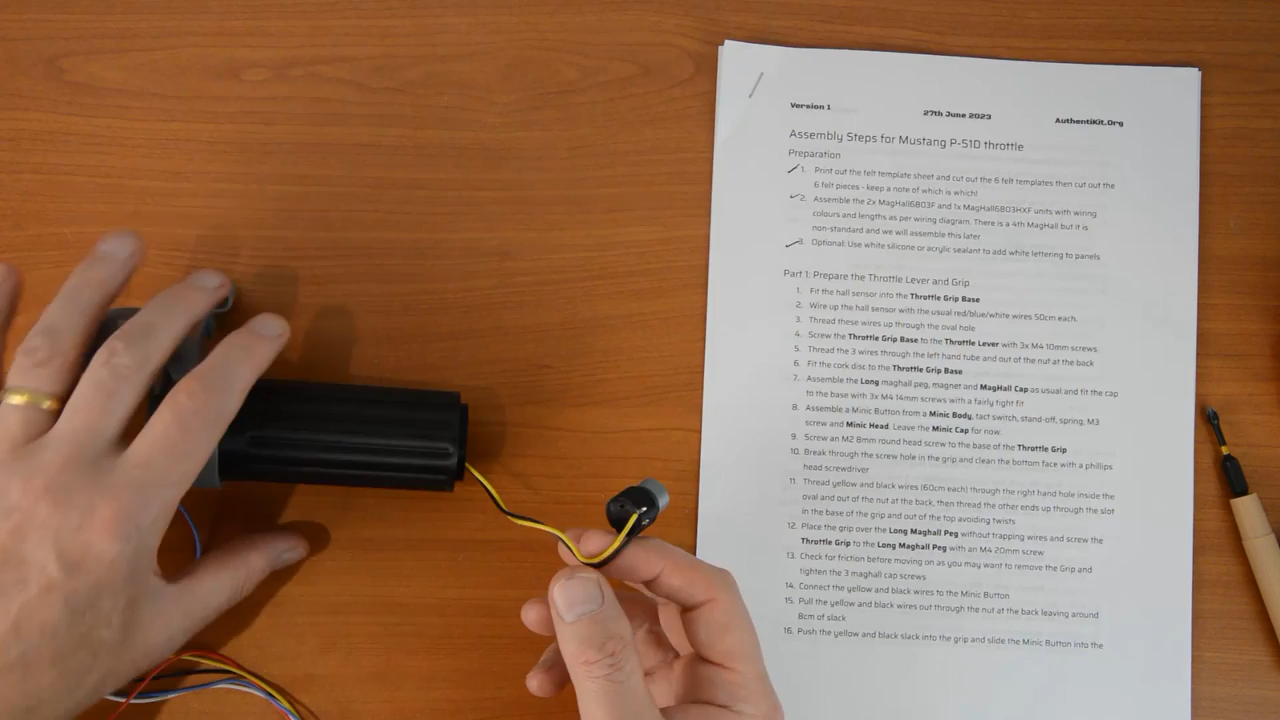 Version 1 27th June 2023 AuthentiKit.Org
Assembly Steps for Mustang P-51D throttle
Preparation
1. Print out the felt template sheet and cut out the 6 felt templates then cut out the
6 felt pieces - keep a note of which is which!
2. Assemble the 2x MagHall6803F and 1x MagHall6803HXF units with wiring
colours and lengths as per wiring diagram. There is a 4th MagHall but it is
non-standard and we will assemble this later
3. Optional: Use white silicone or acrylic sealant to add white lettering to panels
Part 1: Prepare the Throttle Lever and Grip
1. Fit the hall sensor into the Throttle Grip Base
2. Wire up the hall sensor with the usual red/blue/white wires 50cm each.
3. Thread these wires up through the oval hole
4. Screw the Throttle Grip Base to the Throttle Lever with 3x M4 10mm screws
5. Thread the 3 wires through the left hand tube and out of the nut at the back
6. Fit the cork disc to the Throttle Grip Base
7. Assemble the Long maghall peg, magnet and MagHall Cap as usual and fit the cap
to the base with 3x M4 14mm screws with a fairly tight fit
8. Assemble a Minic Button from a Minic Body, tact switch, stand-off, spring, M3
screw and Minic Head. Leave the Minic Cap for now.
9. Screw an M2 8mm round head screw to the base of the Throttle Grip
10. Break through the screw hole in the grip and clean the bottom face with a phillips
head screwdriver
11. Thread yellow and black wires (60cm each) through the right hand hole inside the
oval and out of the nut at the back, then thread the other ends up through the slot
in the base of the grip and out of the top avoiding twists
12. Place the grip over the Long Maghall Peg without trapping wires and screw the
Throttle Grip to the Long Maghall Peg with an M4 20mm screw
13. Check for friction before moving on as you may want to remove the Grip and
tighten the 3 maghall cap screws
14. Connect the yellow and black wires to the Minic Button
15. Pull the yellow and black wires out through the nut at the back leaving around
8cm of slack
16. Push the yellow and black slack into the grip and slide the Minic Button into the